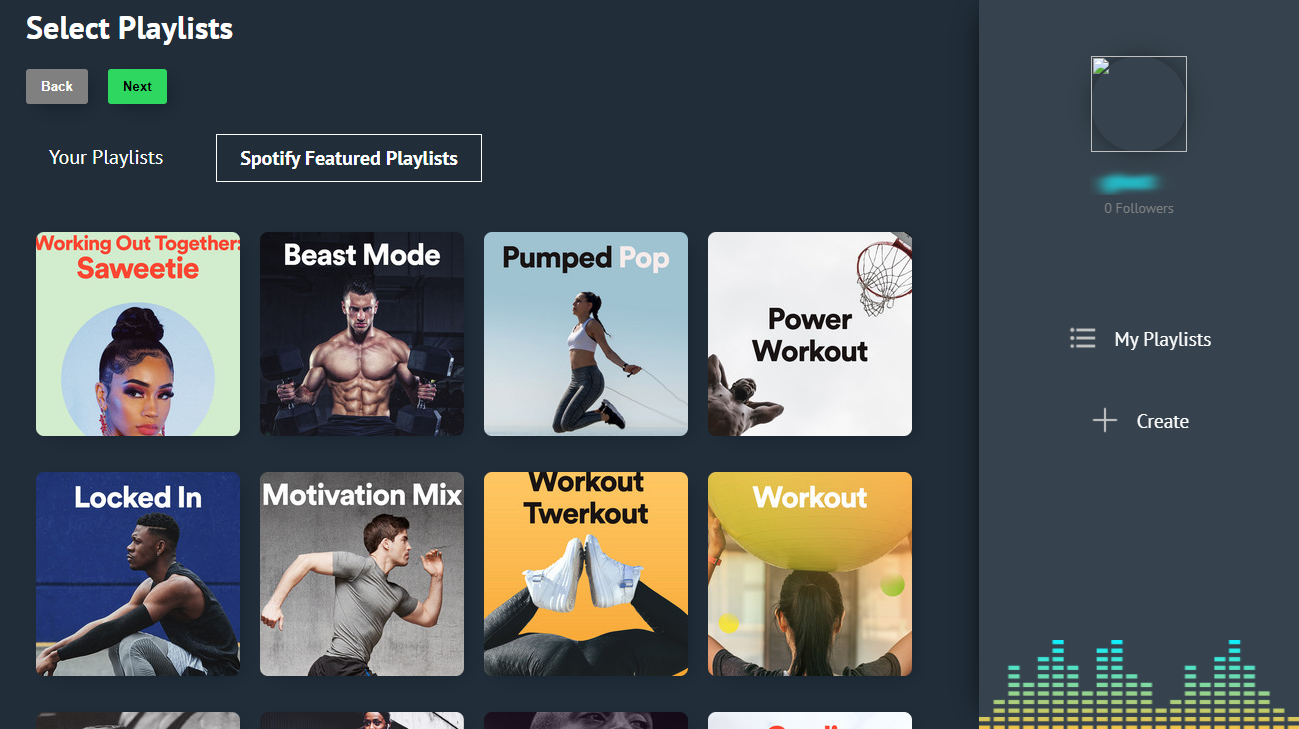 Select Playlists
Back
Next
Your Playlists
Spotify Featured Playlists
Working Out Together:
Saweetie
Beast Mode
Pumped Pop
Power
Workout
Locked In
Motivation Mix
Workout
Twerkout
Workout
0 Followers
My Playlists
Create